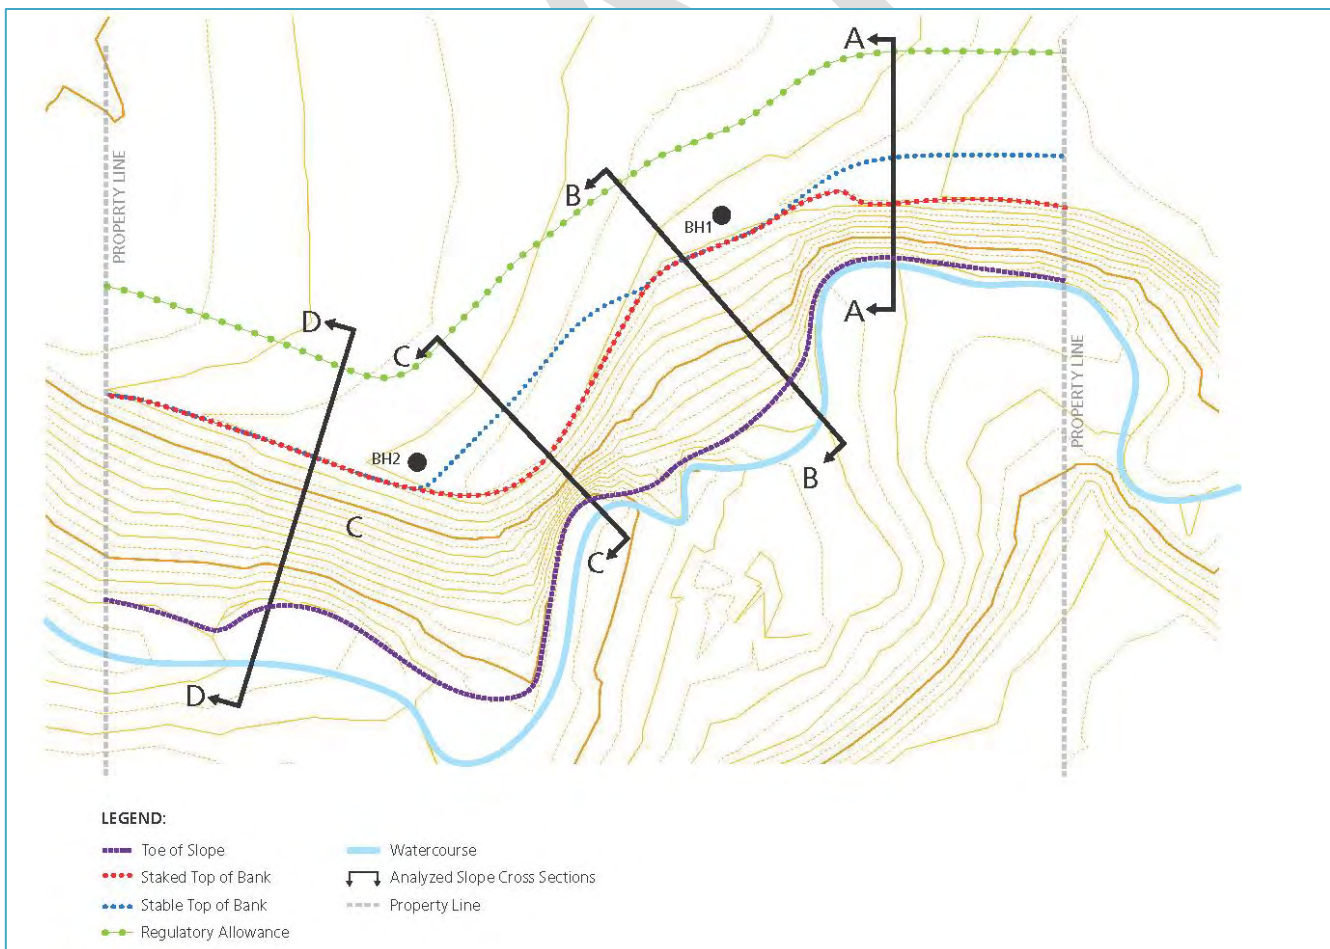 A
PROPERTY LINE
B
BH1
D
A
C
PROPERTY LINE
BH2
B
C
C
D
LEGEND:
Toe of Slope
Staked Top of Bank
Stable Top of Bank
Regulatory Allowance
Watercourse
Analyzed Slope Cross Sections
Property Line